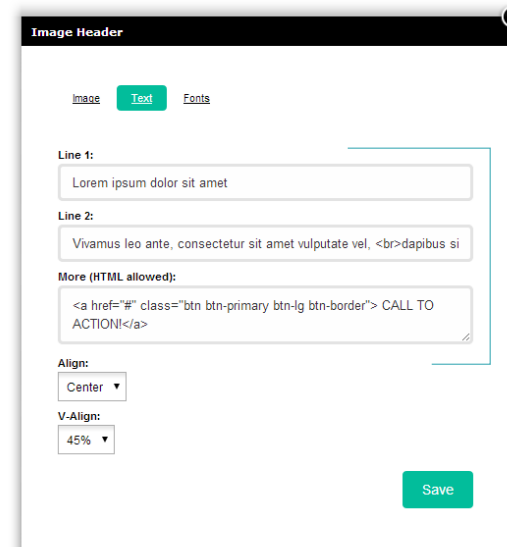 Image Header
Image Text Fonts
Line 1:
Lorem ipsum dolor sit amet
Line 2:
Vivamus leo ante, consectetur sit amet vulputate vel, <br>dapibus si
More (HTML allowed):
<a href="#" class="btn btn-primary btn-lg btn-border"> CALL TO
ACTION!</a>
Align:
Center
V-Align:
45%
Save